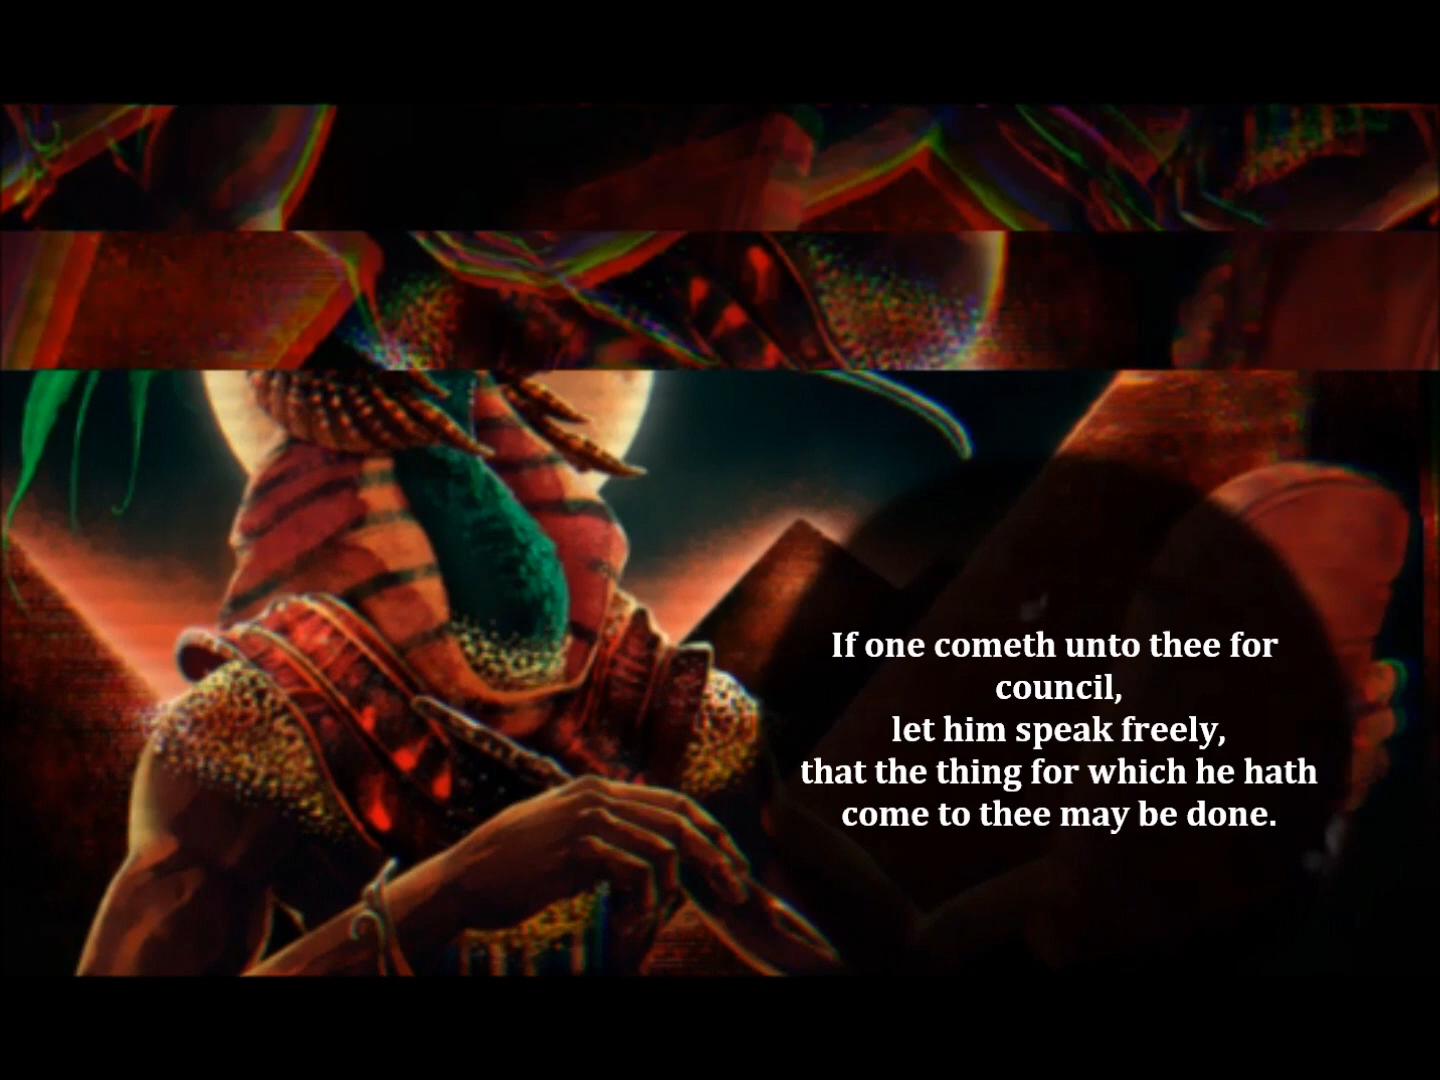 If one cometh unto thee for
council,
let him speak freely,
that the thing for which he hath
come to thee may be done.